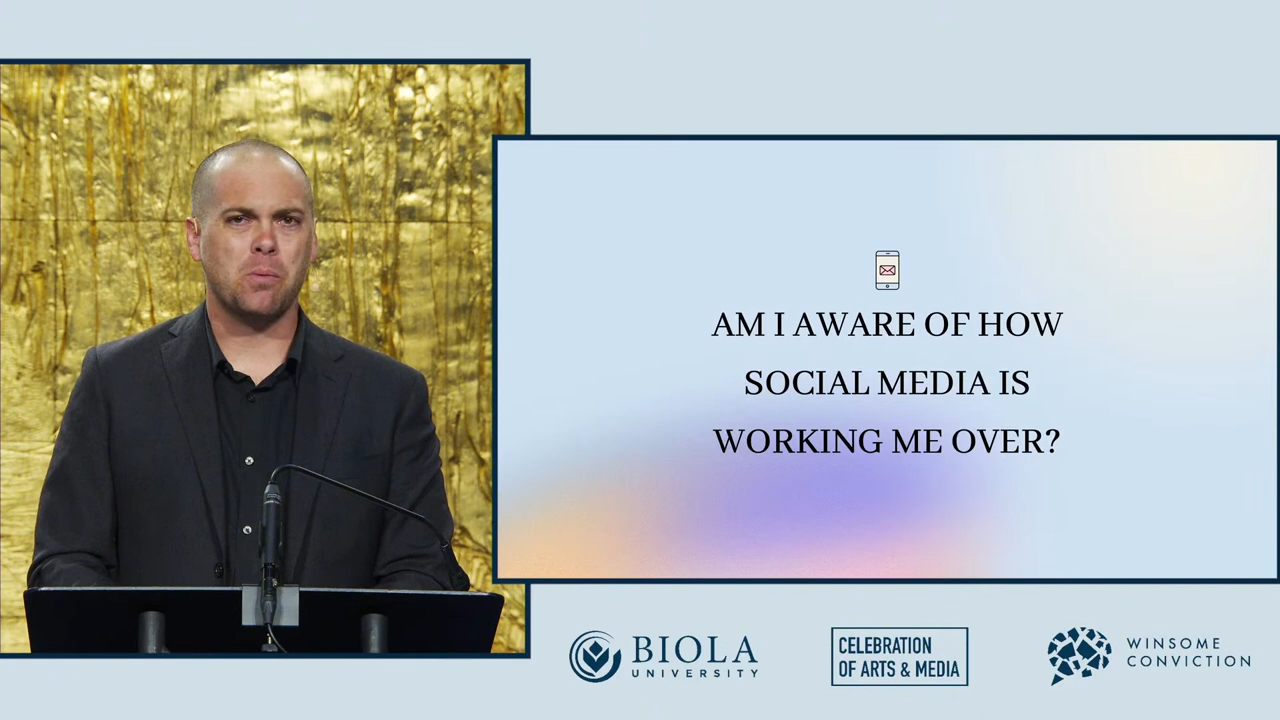 AM I AWARE OF HOW
SOCIAL MEDIA IS
WORKING ME OVER?
BIOLA
UNIVERSITY
CELEBRATION
OF ARTS & MEDIA
WINSOME
CONVICTION